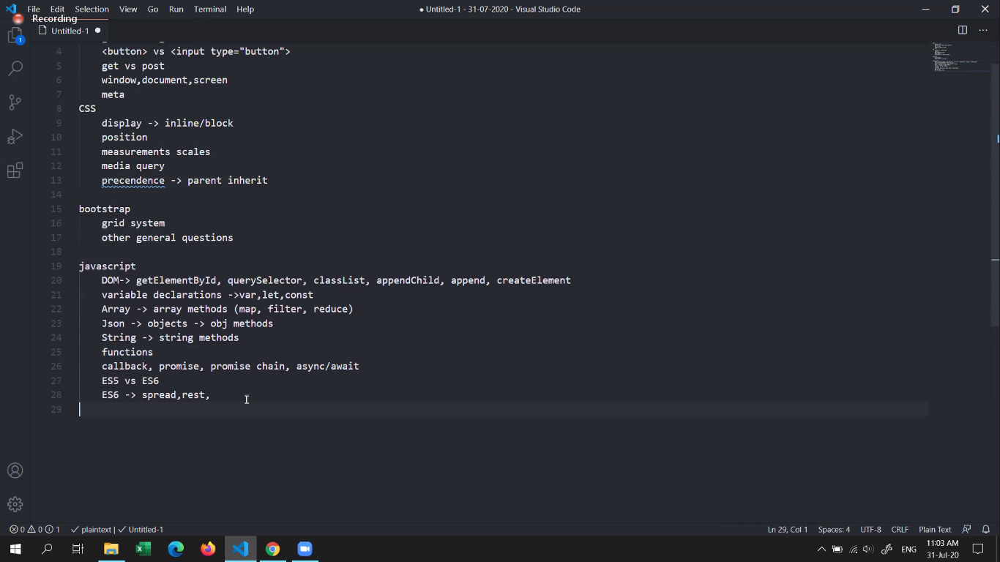 File Edit Selection View Go Run Terminal Help
● Untitled-1 - 31-07-2020 - Visual Studio Code
Recording
Untitled-1 ●
1
4 <button> vs <input type="button">
5 get vs post
6 window,document,screen
7 meta
8 CSS
9 display -> inline/block
10 position
11 measurements scales
12 media query
13 precendence -> parent inherit
14
15 bootstrap
16 grid system
17 other general questions
18
19 javascript
20 DOM-> getElementById, querySelector, classList, appendChild, append, createElement
21 variable declarations ->var,let,const
22 Array -> array methods (map, filter, reduce)
23 Json -> objects -> obj methods
24 String -> string methods
25 functions
26 callback, promise, promise chain, async/await
27 ES5 vs ES6
28 ES6 -> spread,rest,
29
0 0 1 ✓ plaintext | ✓ Untitled-1 Ln 29, Col 1 Spaces: 4 UTF-8 CRLF Plain Text
ENG 11:03 AM
31-Jul-20